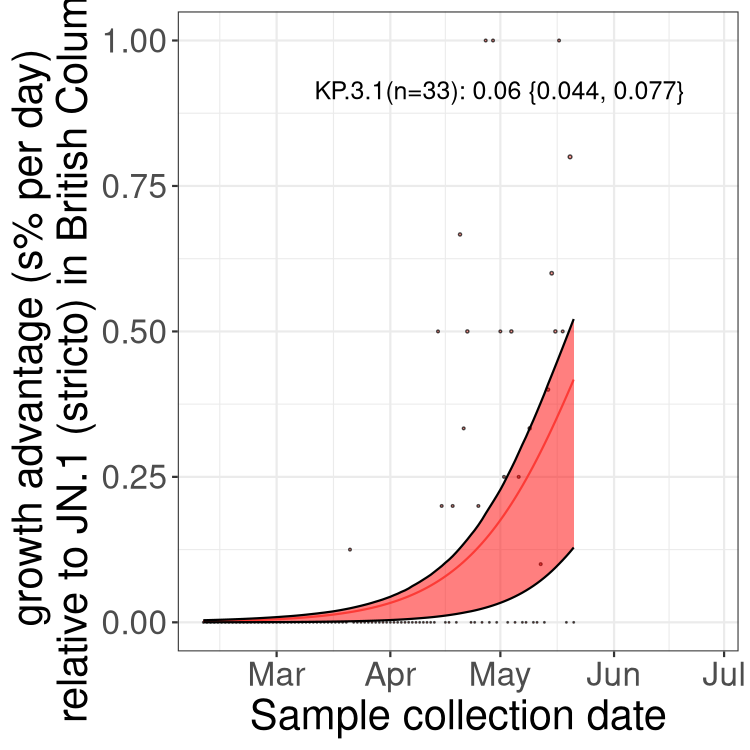 growth advantage (s% per day)
relative to JN.1 (stricto) in British Colum
1.00
0.75
0.50
0.25
0.00
KP.3.1(n=33): 0.06 {0.044, 0.077}
Mar Apr May Jun Jul
Sample collection date